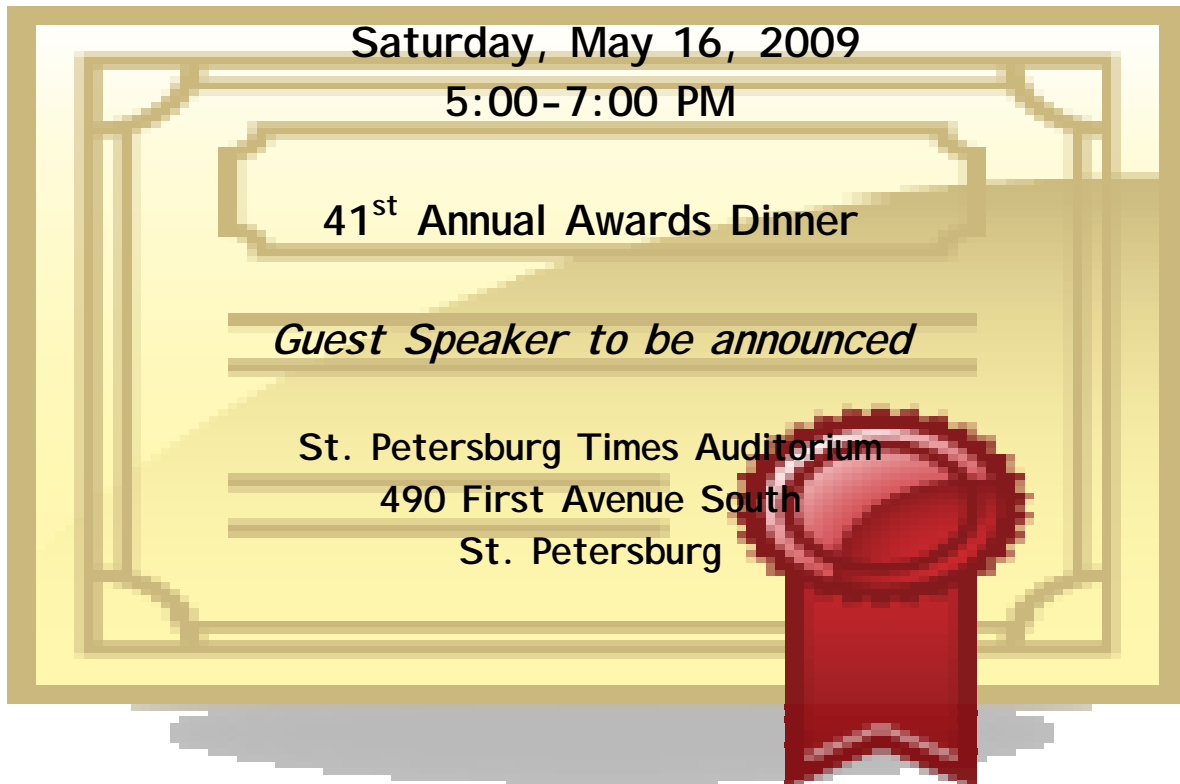 Saturday, May 16, 2009
5:00-7:00 PM
41st Annual Awards Dinner
Guest Speaker to be announced
St. Petersburg Times Auditorium
490 First Avenue South
St. Petersburg